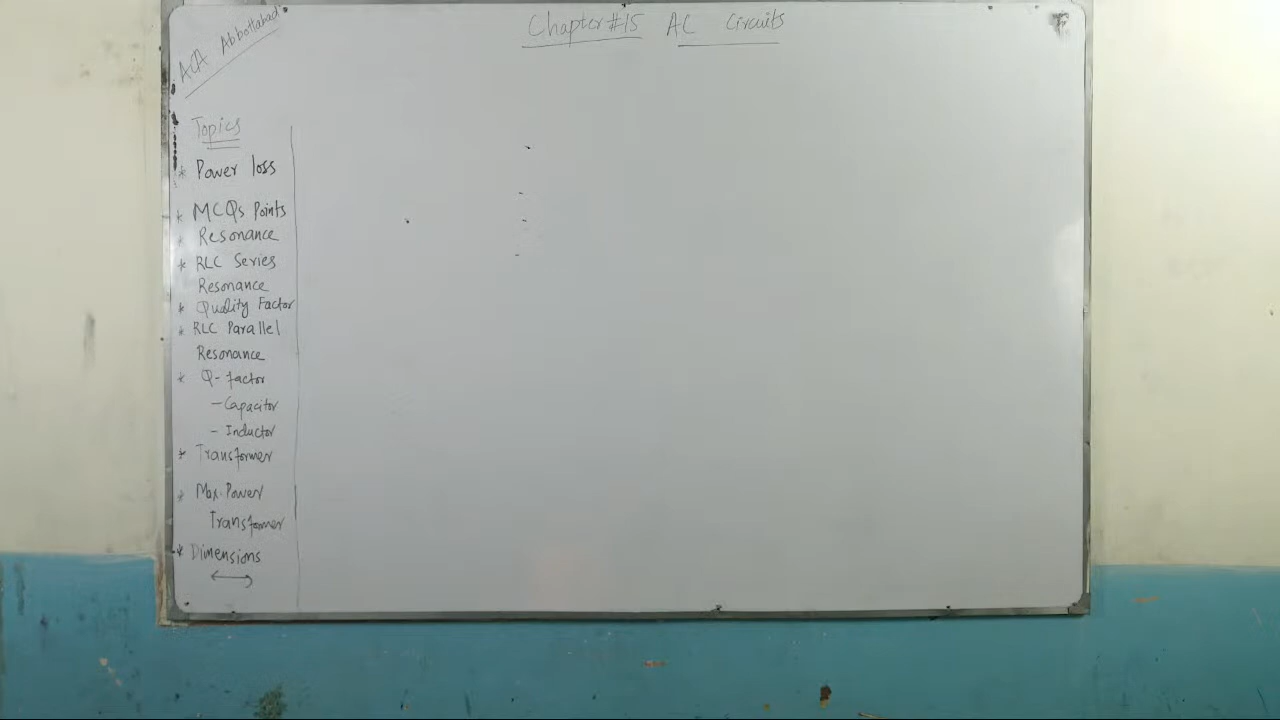 ACA Abbottabad
Chapter#15 AC Circuits
Topics
* Power loss
* MCQs Points
* Resonance
* RLC Series
Resonance
* Quality Factor
* RLC Parallel
Resonance
* Q-factor
- Capacitor
- Inductor
* Transformer
* Max. Power
Transformer
* Dimensions